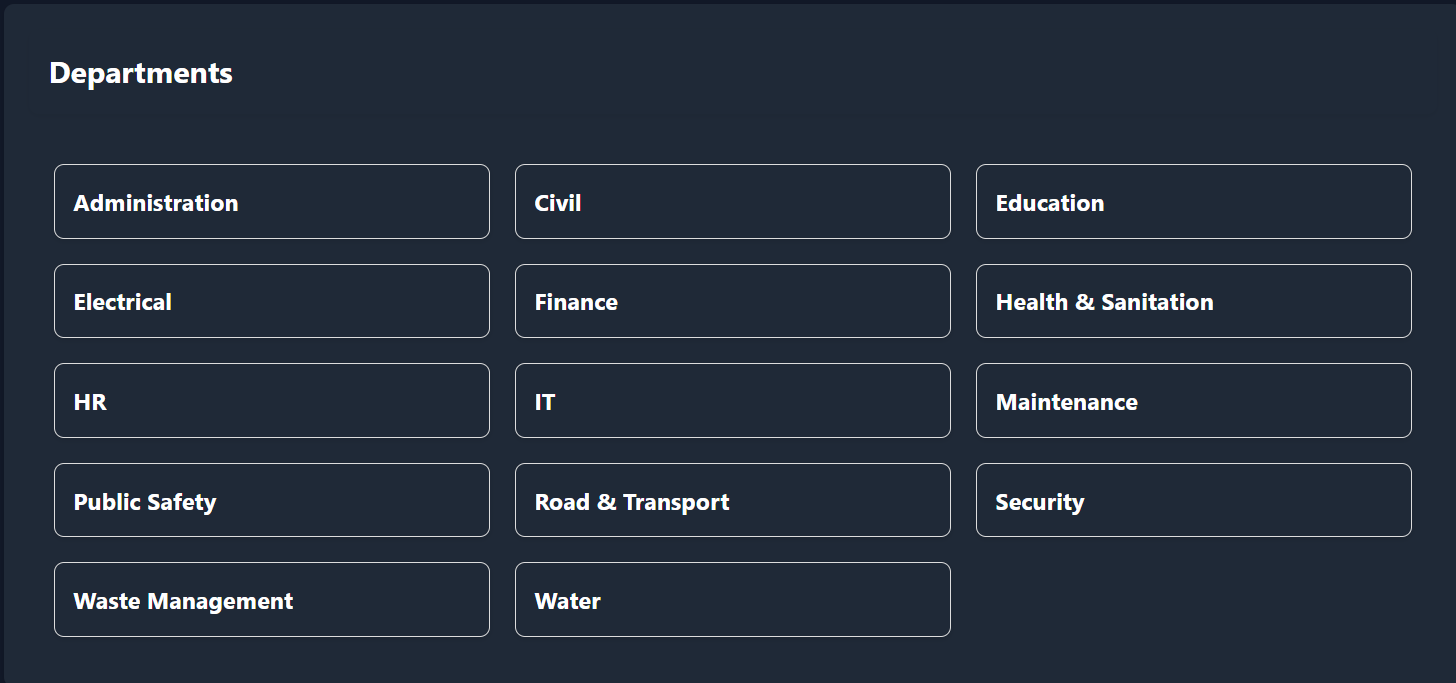 Departments
Administration
Civil
Education
Electrical
Finance
Health & Sanitation
HR
IT
Maintenance
Public Safety
Road & Transport
Security
Waste Management
Water